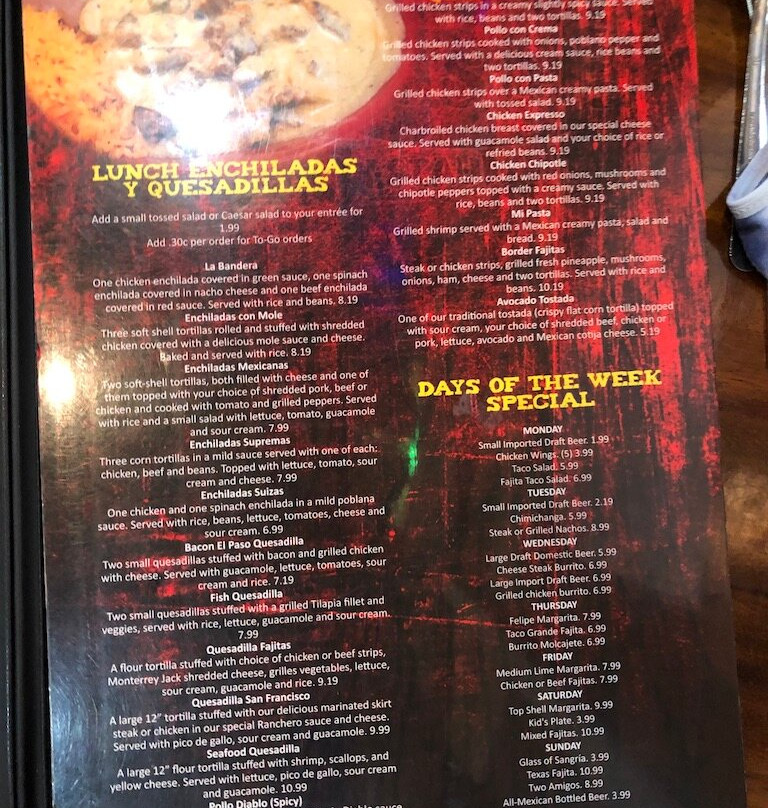 LUNCH ENCHILADAS
Y QUESADILLAS
Add a small tossed salad or Caesar salad to your entrée for
1.99
Add .30c per order for To-Go orders
La Bandera
One chicken enchilada covered in green sauce, one spinach
enchilada covered in nacho cheese and one beef enchilada
covered in red sauce. Served with rice and beans. 8.19
Enchiladas con Mole
Three soft shell tortillas rolled and stuffed with shredded
chicken covered with a delicious mole sauce and cheese.
Baked and served with rice. 8.19
Enchiladas Mexicanas
Two soft-shell tortillas, both filled with cheese and one of
them topped with your choice of shredded pork, beef or
chicken and cooked with tomato and grilled peppers. Served
with rice and a small salad with lettuce, tomato, guacamole
and sour cream. 7.99
Enchiladas Supremas
Three corn tortillas in a mild sauce served with one of each:
chicken, beef and beans. Topped with lettuce, tomato, sour
cream and cheese. 7.99
Enchiladas Suizas
One chicken and one spinach enchilada in a mild poblana
sauce. Served with rice, beans, lettuce, tomatoes, cheese and
sour cream. 6.99
Bacon El Paso Quesadilla
Two small quesadillas stuffed with bacon and grilled chicken
with cheese. Served with guacamole, lettuce, tomatoes, sour
cream and rice. 7.19
Fish Quesadilla
Two small quesadillas stuffed with a grilled Tilapia fillet and
veggies, served with rice, lettuce, guacamole and sour cream.
7.99
Quesadilla Fajitas
A flour tortilla stuffed with choice of chicken or beef strips,
Monterrey Jack shredded cheese, grilles vegetables, lettuce,
sour cream, guacamole and rice. 9.19
Quesadilla San Francisco
A large 12" tortilla stuffed with our delicious marinated skirt
steak or chicken in our special Ranchero sauce and cheese.
Served with pico de gallo, sour cream and guacamole. 9.99
Seafood Quesadilla
A large 12" flour tortilla stuffed with shrimp, scallops, and
yellow cheese. Served with lettuce, pico de gallo, sour cream
and guacamole. 10.99
Pollo Diablo (Spicy)
Diablo sauce
Grilled chicken strips in a creamy slightly spicy sauce. Served
with rice, beans and two tortillas. 9.19
Pollo con Crema
Grilled chicken strips cooked with onions, poblano pepper and
tomatoes. Served with a delicious cream sauce, rice beans and
two tortillas. 9.19
Pollo con Pasta
Grilled chicken strips over a Mexican creamy pasta. Served
with tossed salad. 9.19
Chicken Expresso
Charbroiled chicken breast covered in our special cheese
sauce. Served with guacamole salad and your choice of rice or
refried beans. 9.19
Chicken Chipotle
Grilled chicken strips cooked with red onions, mushrooms and
chipotle peppers topped with a creamy sauce. Served with
rice, beans and two tortillas. 9.19
Mi Pasta
Grilled shrimp served with a Mexican creamy pasta, salad and
bread. 9.19
Border Fajitas
Steak or chicken strips, grilled fresh pineapple, mushrooms,
onions, ham, cheese and two tortillas. Served with rice and
beans. 10.19
Avocado Tostada
One of our traditional tostada (crispy flat corn tortilla) topped
with sour cream, your choice of shredded beef, chicken or
pork, lettuce, avocado and Mexican cotija cheese. 5.19
DAYS OF THE WEEK
SPECIAL
MONDAY
Small Imported Draft Beer. 1.99
Chicken Wings. (5) 3.99
Taco Salad. 5.99
Fajita Taco Salad. 6.99
TUESDAY
Small Imported Draft Beer. 2.19
Chimichanga. 5.99
Steak or Grilled Nachos. 8.99
WEDNESDAY
Large Draft Domestic Beer. 5.99
Cheese Steak Burrito. 6.99
Large Import Draft Beer. 6.99
Grilled chicken burrito. 6.99
THURSDAY
Felipe Margarita. 7.99
Taco Grande Fajita. 6.99
Burrito Molcajete. 6.99
FRIDAY
Medium Lime Margarita. 7.99
Chicken or Beef Fajitas. 7.99
SATURDAY
Top Shell Margarita. 9.99
Kid's Plate. 3.99
Mixed Fajitas. 10.99
SUNDAY
Glass of Sangria. 3.99
Texas Fajita. 10.99
Two Amigos. 8.99
All-Mexican Bottled Beer. 3.99